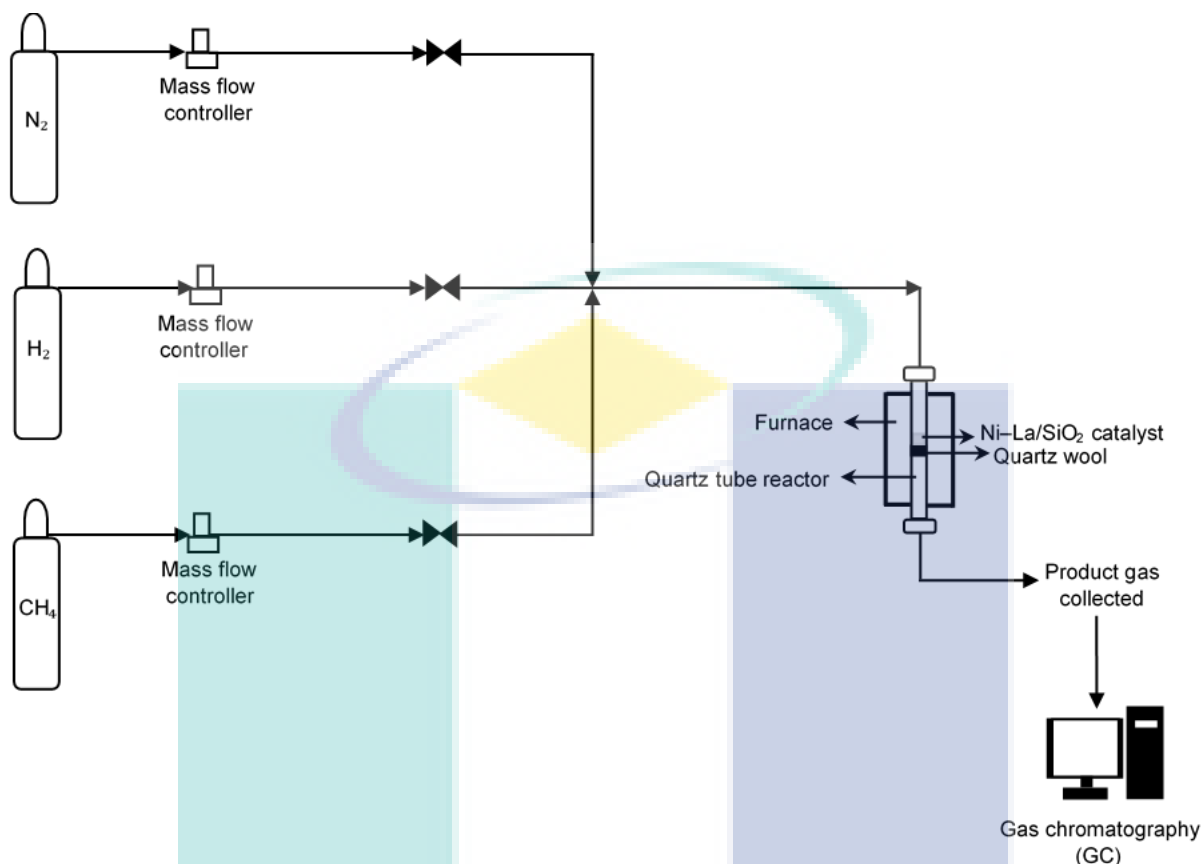 N₂
Mass flow
controller
H₂
Mass flow
controller
Furnace
Ni–La/SiO₂ catalyst
Quartz wool
Quartz tube reactor
CH₄
Mass flow
controller
Product gas
collected
Gas chromatography
(GC)